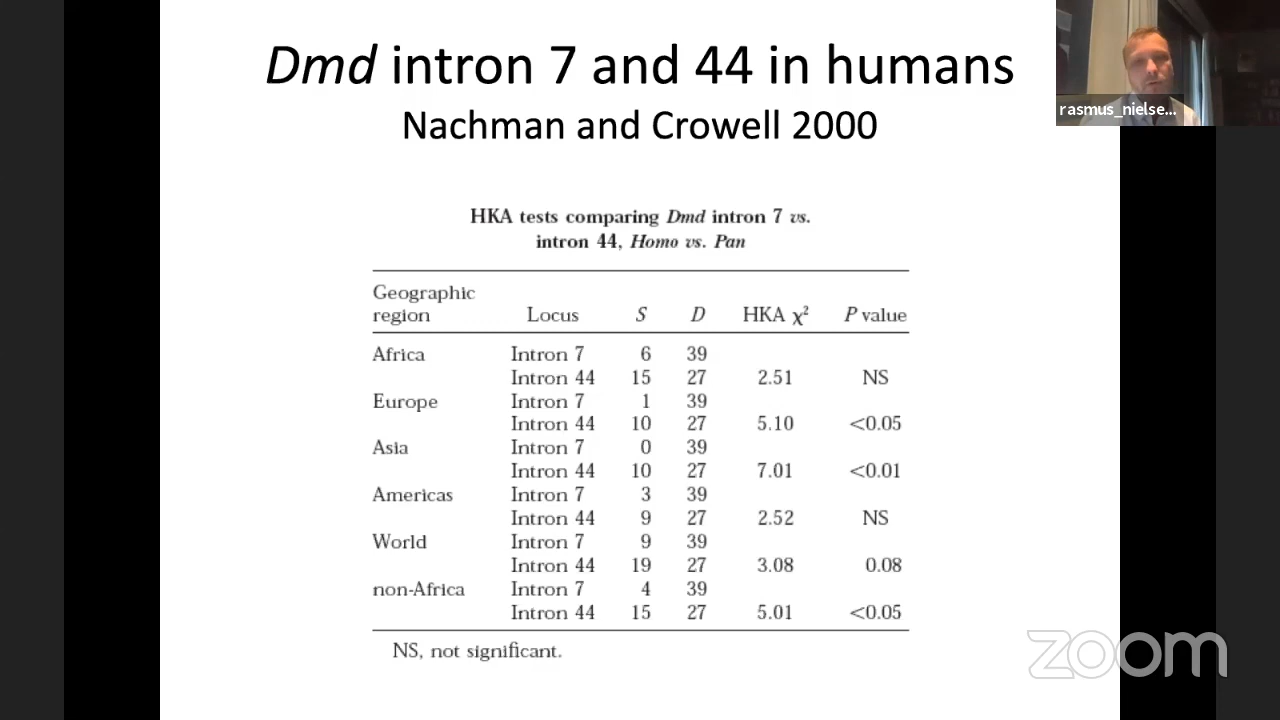 Dmd intron 7 and 44 in humans
Nachman and Crowell 2000
rasmus_nielse...
HKA tests comparing Dmd intron 7 vs.
intron 44, Homo vs. Pan
Geographic
region Locus S D HKA χ² P value
Africa Intron 7 6 39
Intron 44 15 27 2.51 NS
Europe Intron 7 1 39
Intron 44 10 27 5.10 <0.05
Asia Intron 7 0 39
Intron 44 10 27 7.01 <0.01
Americas Intron 7 3 39
Intron 44 9 27 2.52 NS
World Intron 7 9 39
Intron 44 19 27 3.08 0.08
non-Africa Intron 7 4 39
Intron 44 15 27 5.01 <0.05
NS, not significant.
zoom